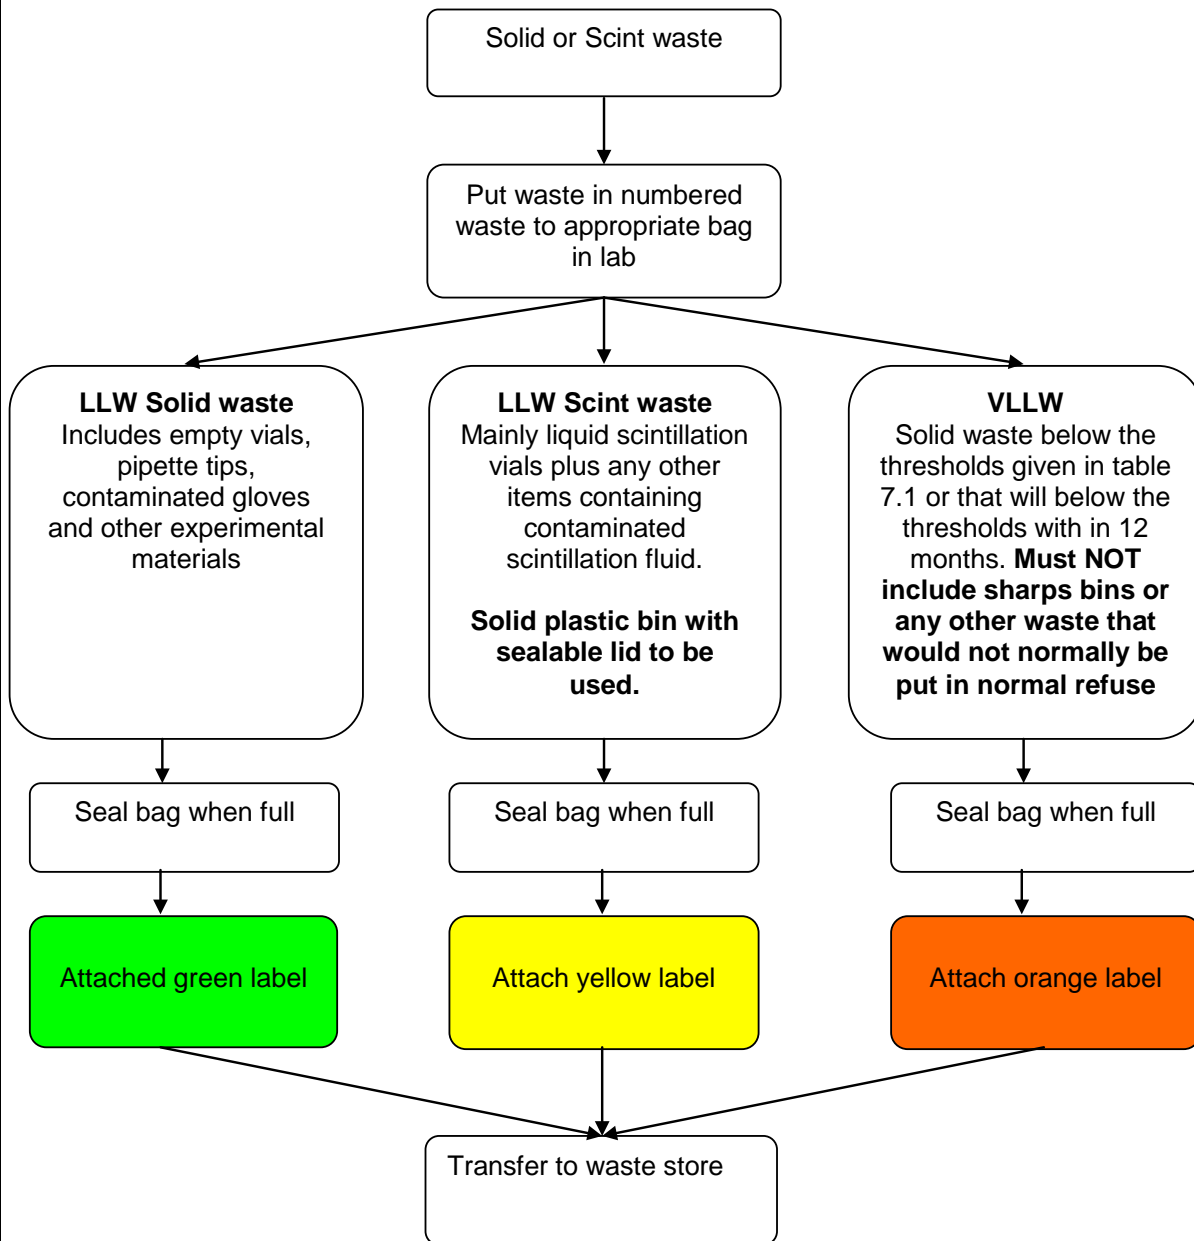 Solid or Scint waste
Put waste in numbered
waste to appropriate bag
in lab
LLW Solid waste
Includes empty vials,
pipette tips,
contaminated gloves
and other experimental
materials
LLW Scint waste
Mainly liquid scintillation
vials plus any other
items containing
contaminated
scintillation fluid.
Solid plastic bin with
sealable lid to be
used.
VLLW
Solid waste below the
thresholds given in table
7.1 or that will below the
thresholds with in 12
months. Must NOT
include sharps bins or
any other waste that
would not normally be
put in normal refuse
Seal bag when full
Seal bag when full
Seal bag when full
Attached green label
Attach yellow label
Attach orange label
Transfer to waste store